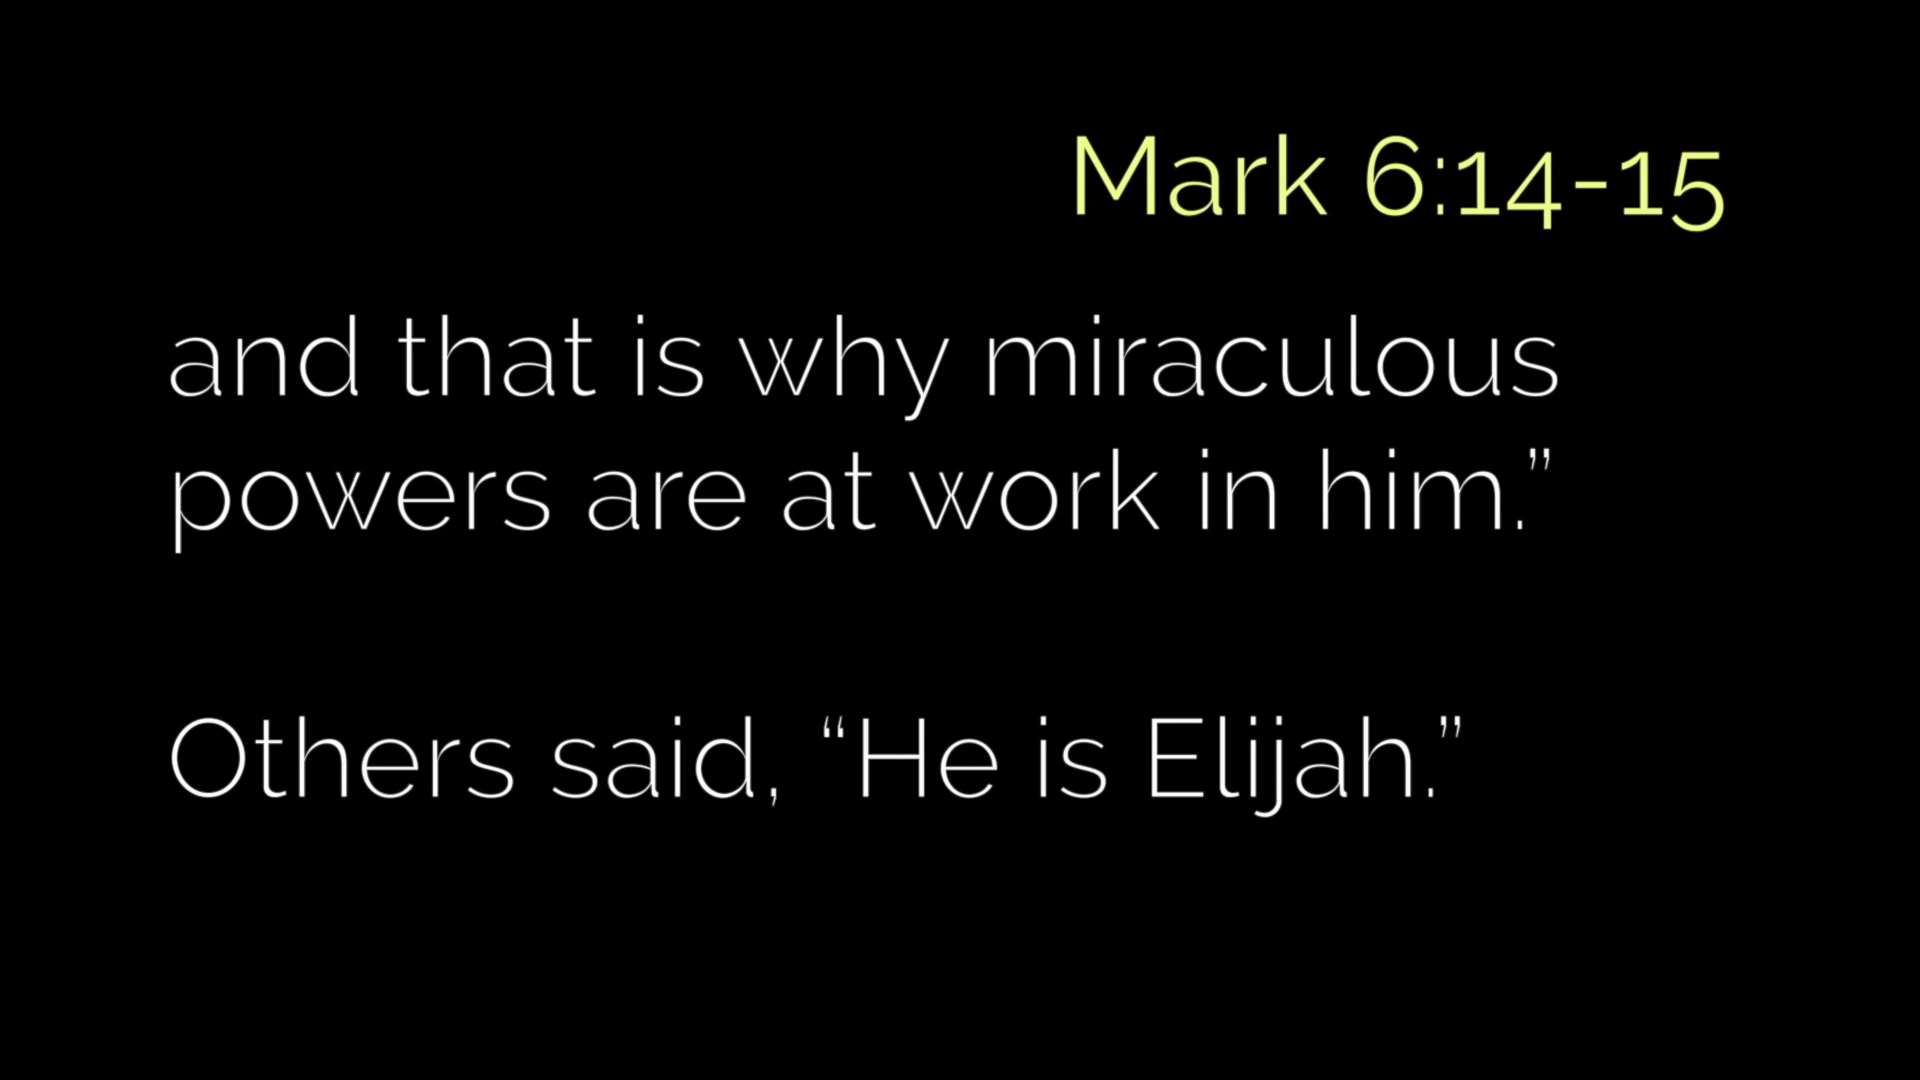 Mark 6:14-15
and that is why miraculous
powers are at work in him.”
Others said, “He is Elijah.”